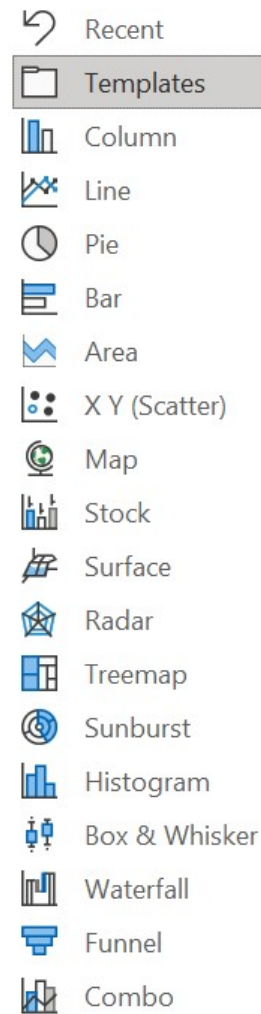 Recent
Templates
Column
Line
Pie
Bar
Area
X Y (Scatter)
Map
Stock
Surface
Radar
Treemap
Sunburst
Histogram
Box & Whisker
Waterfall
Funnel
Combo